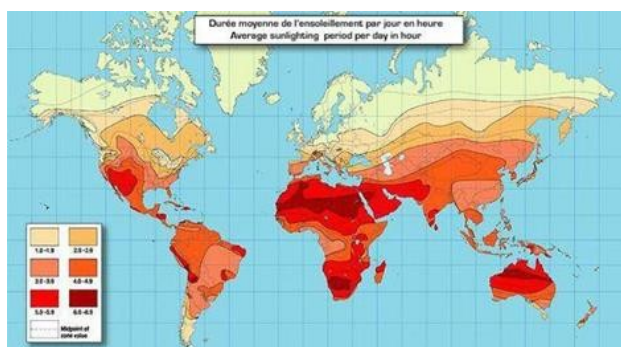 Durée moyenne de l'ensoleillement par jour en heure
Average sunlighting period per day in hour
1.0-1.9 2.0-2.9
3.0-3.9 4.0-4.9
5.0-5.9 6.0-6.9
Midpoint of
zone value